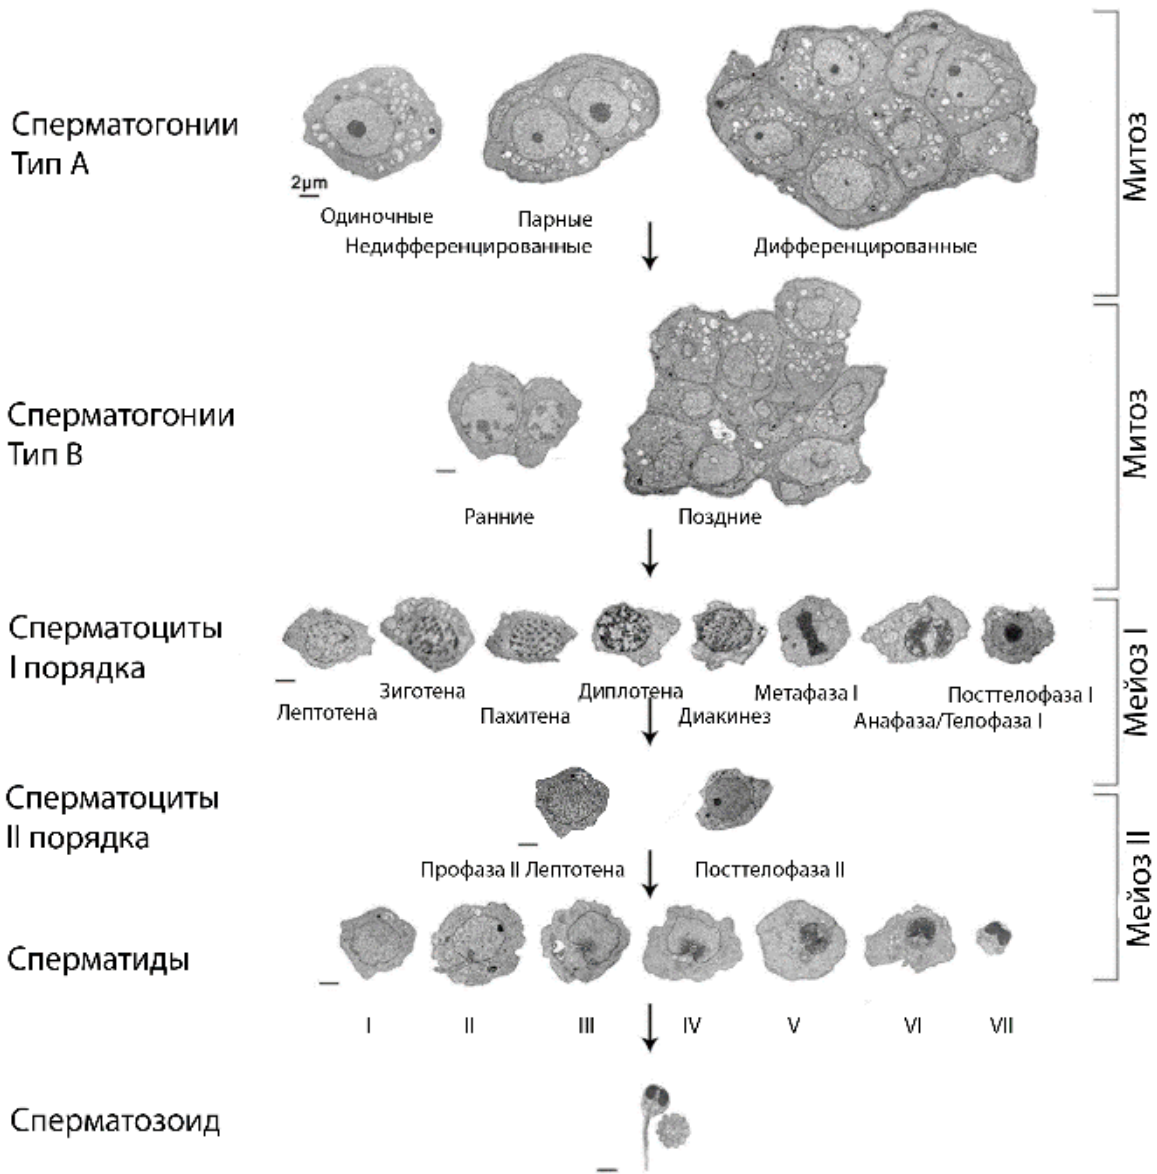 Сперматогонии
Тип А
2μm
Одиночные
Парные
Недифференцированные
Дифференцированные
Митоз
Сперматогонии
Тип В
Ранние
Поздние
Митоз
Сперматоциты
I порядка
Зиготена
Диплотена
Метафаза I
Посттелофаза I
Лептотена
Пахитена
Диакинез
Анафаза/Телофаза I
Мейоз I
Сперматоциты
II порядка
Профаза II Лептотена
Посттелофаза II
Мейоз II
Сперматиды
I II III IV V VI VII
Сперматозоид